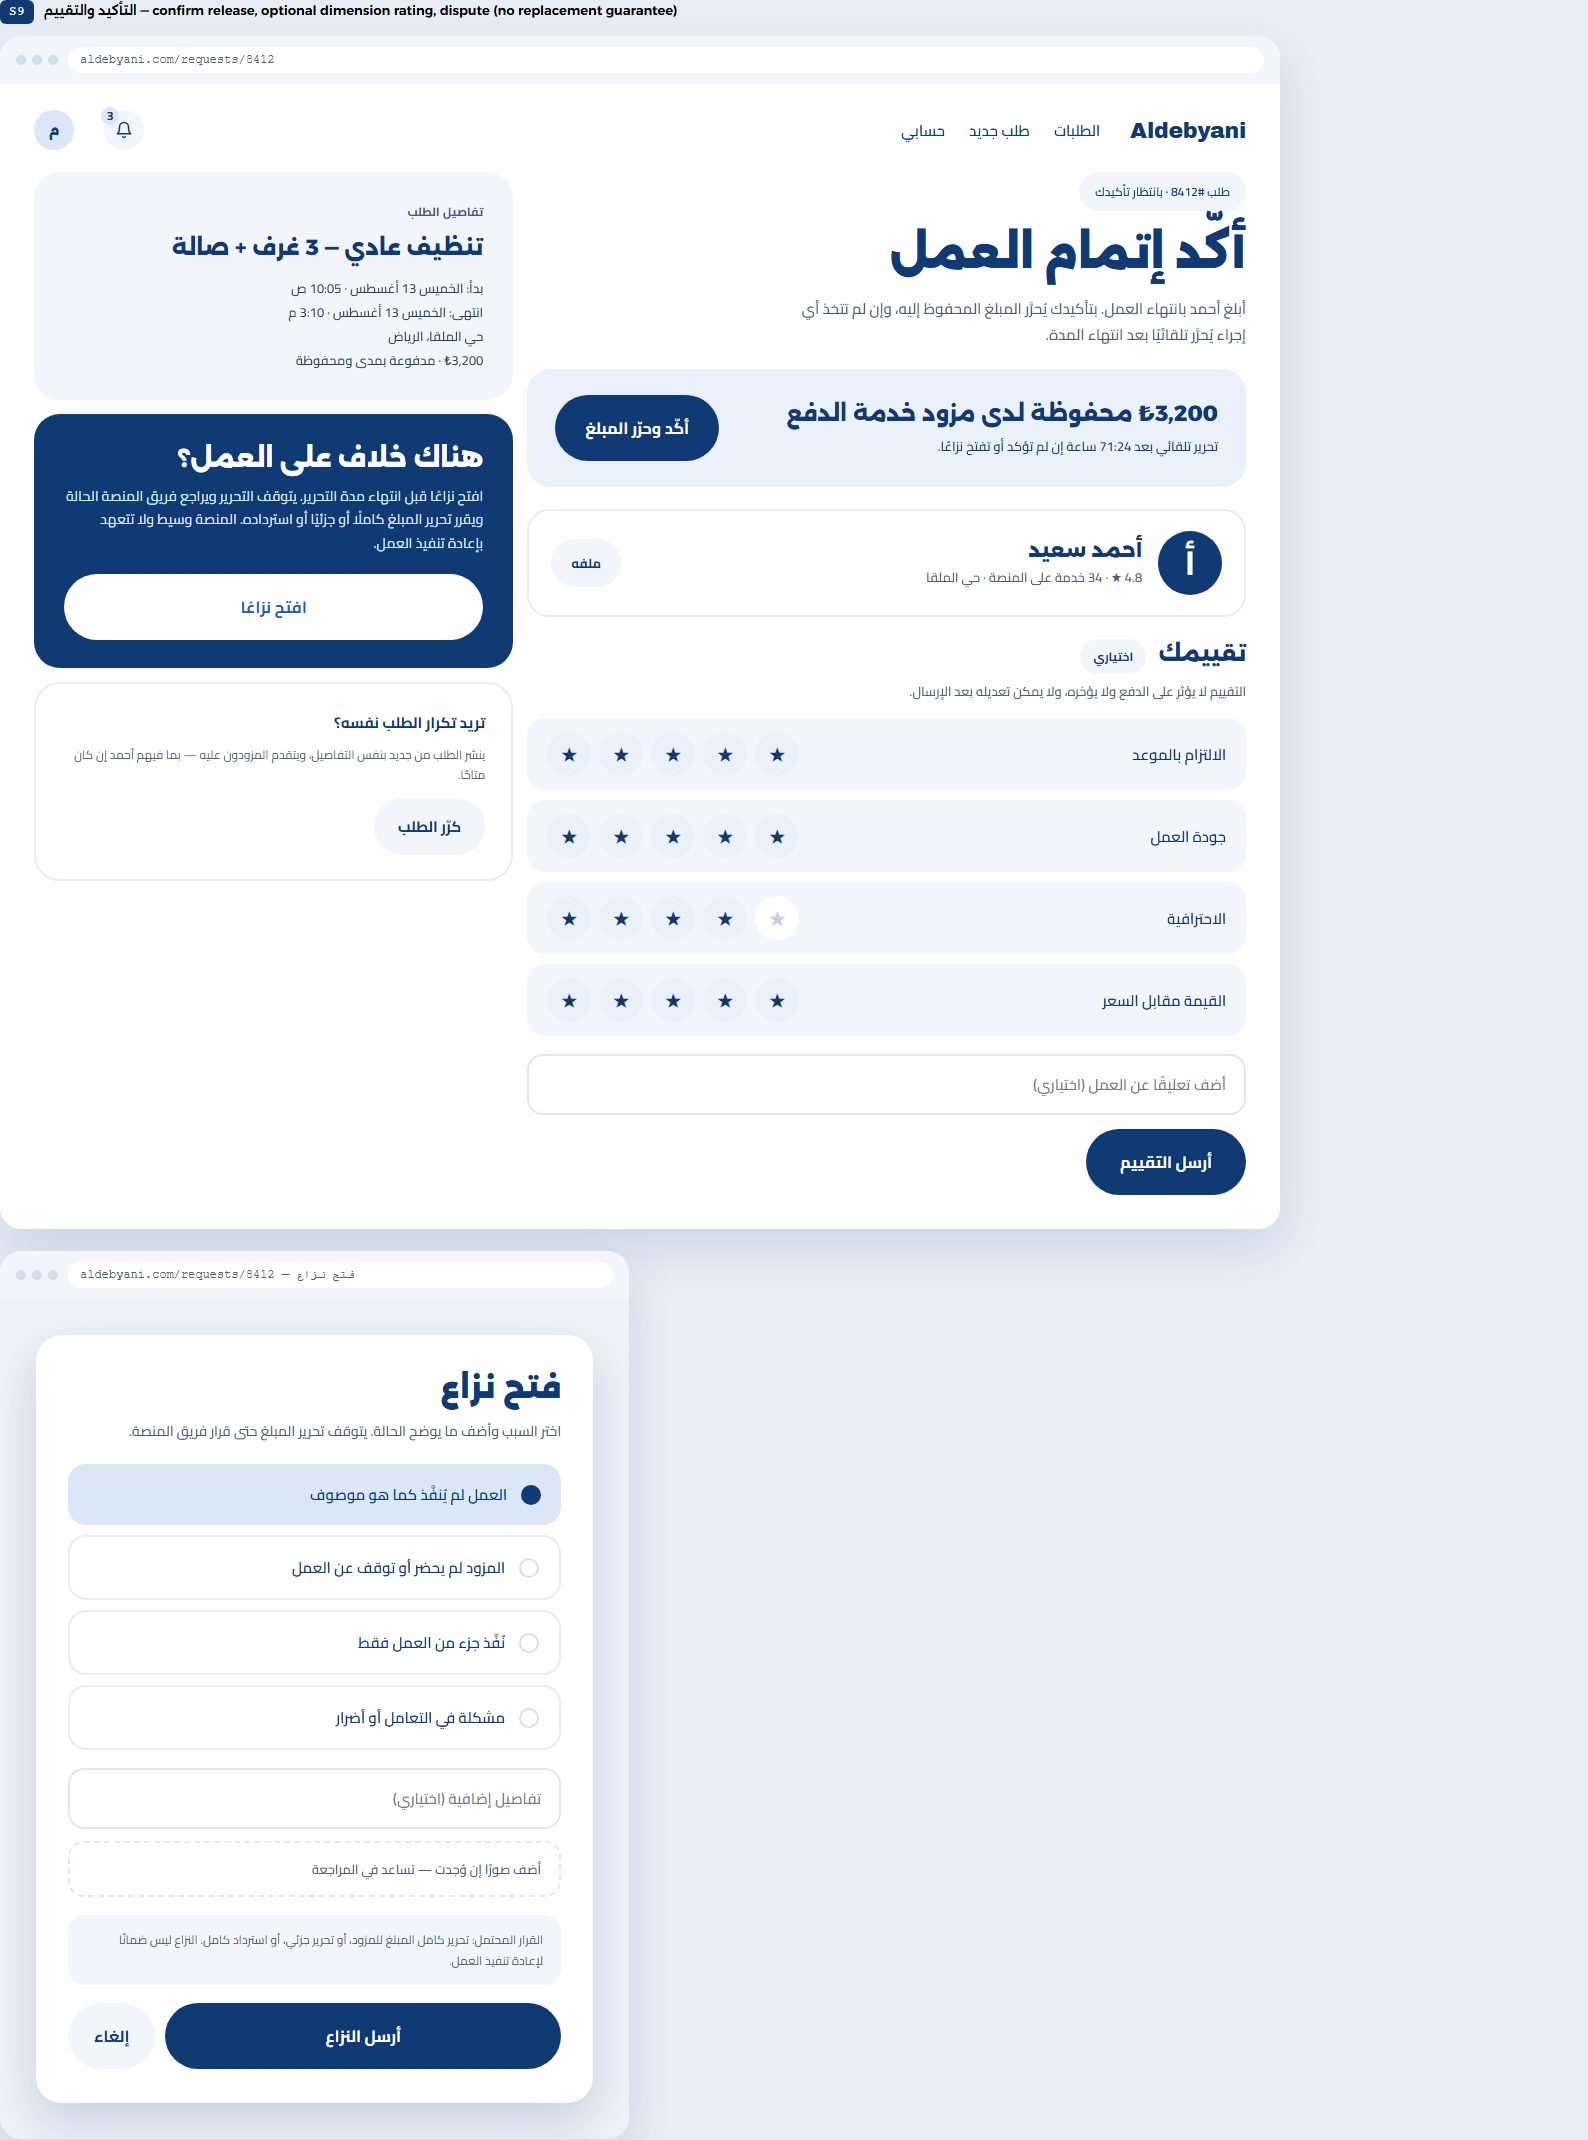 S9 التأكيد والتقييم — confirm release, optional dimension rating, dispute (no replacement guarantee)
aldebyani.com/requests/8412
Aldebyani الطلبات طلب جديد حسابي 3 م
طلب #8412 · بانتظار تأكيدك
أكّد إتمام العمل
أبلغ أحمد بانتهاء العمل. بتأكيدك يُحرَّر المبلغ المحفوظ إليه، وإن لم تتخذ أي
إجراء يُحرَّر تلقائيًا بعد انتهاء المدة.
₺3,200 محفوظة لدى مزود خدمة الدفع
تحرير تلقائي بعد 71:24 ساعة إن لم تؤكد أو تفتح نزاعًا.
أكّد وحرّر المبلغ
أ
أحمد سعيد
4.8 ★ · 34 خدمة على المنصة · حي الملقا
ملفه
تقييمك اختياري
التقييم لا يؤثر على الدفع ولا يؤخره، ولا يمكن تعديله بعد الإرسال.
الالتزام بالموعد ★ ★ ★ ★ ★
جودة العمل ★ ★ ★ ★ ★
الاحترافية ★ ★ ★ ★ ★
القيمة مقابل السعر ★ ★ ★ ★ ★
أضف تعليقًا عن العمل (اختياري)
أرسل التقييم
تفاصيل الطلب
تنظيف عادي — 3 غرف + صالة
بدأ: الخميس 13 أغسطس · 10:05 ص
انتهى: الخميس 13 أغسطس · 3:10 م
حي الملقا، الرياض
₺3,200 · مدفوعة بمدى ومحفوظة
هناك خلاف على العمل؟
افتح نزاعًا قبل انتهاء مدة التحرير. يتوقف التحرير ويراجع فريق المنصة الحالة
ويقرر تحرير المبلغ كاملًا أو جزئيًا أو استرداده. المنصة وسيط ولا تتعهد
بإعادة تنفيذ العمل.
افتح نزاعًا
تريد تكرار الطلب نفسه؟
ينشر الطلب من جديد بنفس التفاصيل، ويتقدم المزودون عليه — بما فيهم أحمد إن كان
متاحًا.
كرّر الطلب
aldebyani.com/requests/8412 — فتح نزاع
فتح نزاع
اختر السبب وأضف ما يوضح الحالة. يتوقف تحرير المبلغ حتى قرار فريق المنصة.
العمل لم يُنفَّذ كما هو موصوف
المزود لم يحضر أو توقف عن العمل
نُفِّذ جزء من العمل فقط
مشكلة في التعامل أو أضرار
تفاصيل إضافية (اختياري)
أضف صورًا إن وُجدت — تساعد في المراجعة
القرار المحتمل: تحرير كامل المبلغ للمزود، أو تحرير جزئي، أو استرداد كامل. النزاع ليس ضمانًا
لإعادة تنفيذ العمل.
أرسل النزاع
إلغاء